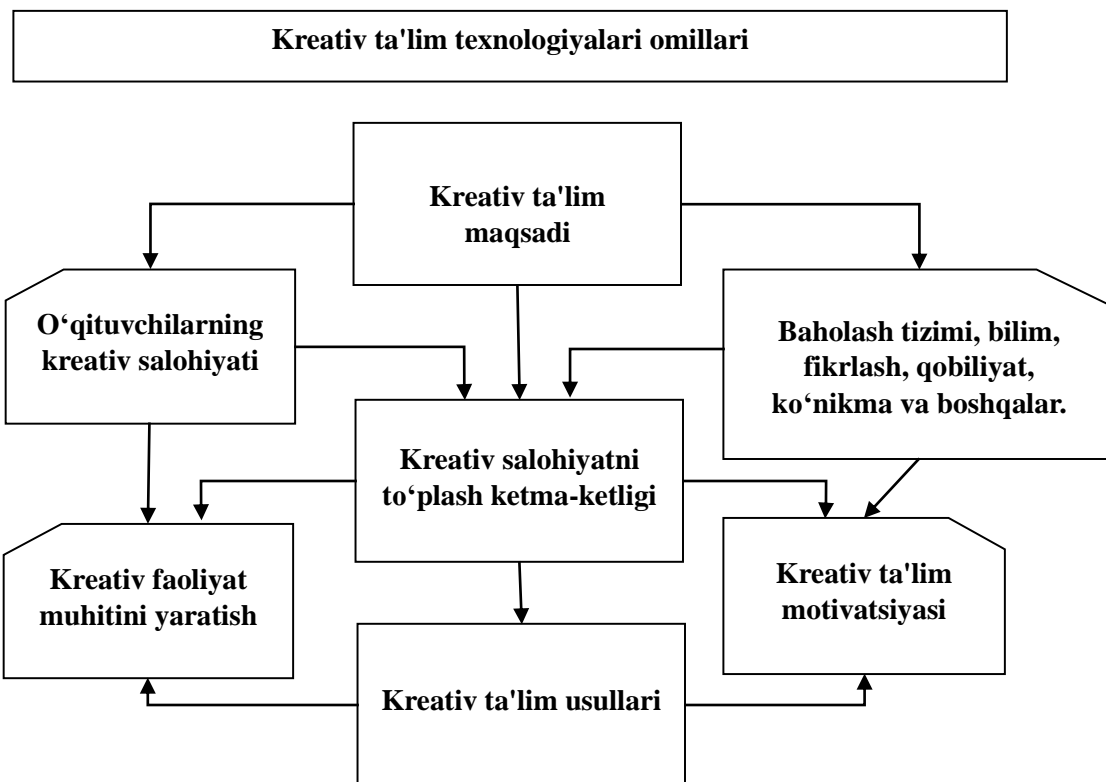 Kreativ ta'lim texnologiyalari omillari
Kreativ ta'lim
maqsadi
O‘qituvchilarning
kreativ salohiyati
Baholash tizimi, bilim,
fikrlash, qobiliyat,
ko‘nikma va boshqalar.
Kreativ salohiyatni
to‘plash ketma-ketligi
Kreativ faoliyat
muhitini yaratish
Kreativ ta'lim
motivatsiyasi
Kreativ ta'lim usullari